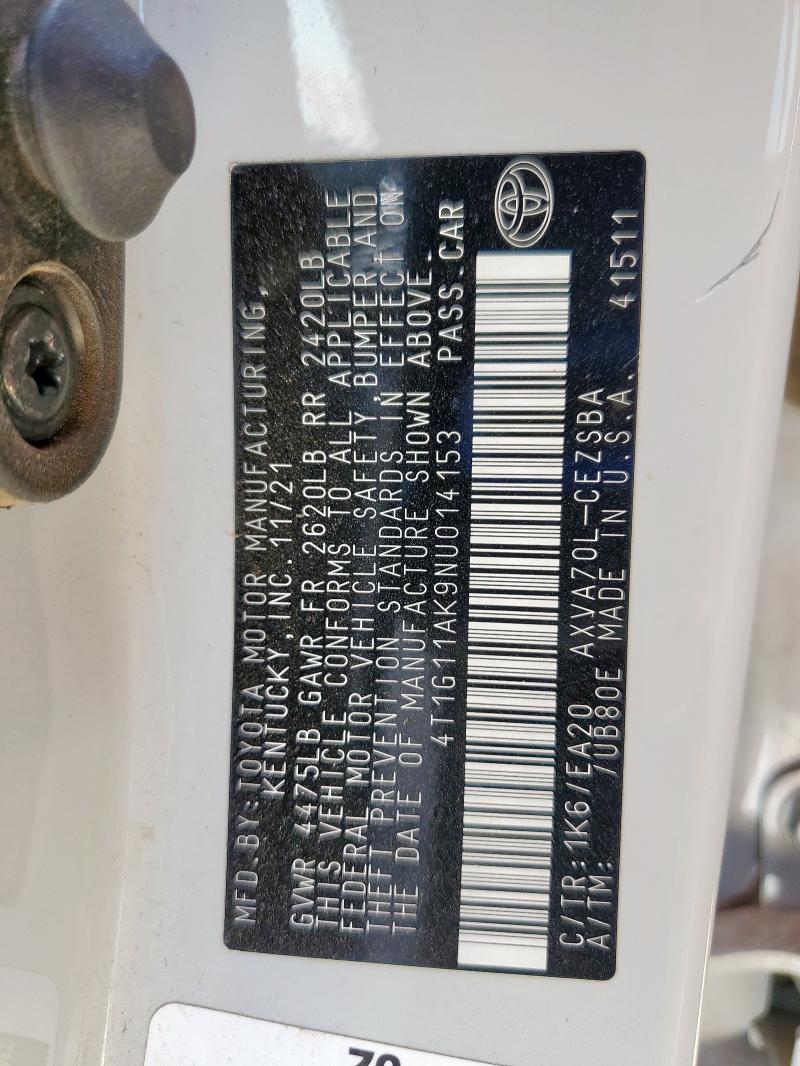 MFD.BY:TOYOTA MOTOR MANUFACTURING,
KENTUCKY,INC. 11/21
GVWR 4475LB GAWR FR 2620LB RR 2420LB
THIS VEHICLE CONFORMS TO ALL APPLICABLE
FEDERAL MOTOR VEHICLE SAFETY,BUMPER,AND
THEFT PREVENTION STANDARDS IN EFFECT ON
THE DATE OF MANUFACTURE SHOWN ABOVE.
4T1G11AK9NU014153 PASS.CAR
C/TR:1K6/EA20 AXVA70L-CEZSBA
A/TM: /UB80E MADE IN U.S.A. 41511